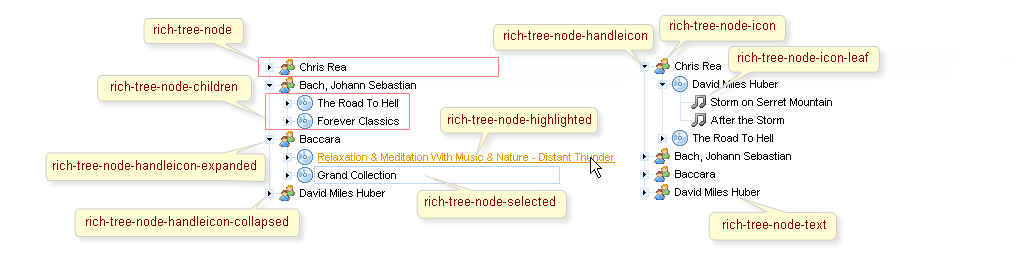 rich-tree-node
Chris Rea
rich-tree-node-children
Bach, Johann Sebastian
The Road To Hell
Forever Classics
rich-tree-node-highlighted
Baccara
rich-tree-node-handleicon-expanded
Relaxation & Meditation With Music & Nature - Distant Thunder
Grand Collection
rich-tree-node-selected
David Miles Huber
rich-tree-node-handleicon-collapsed
rich-tree-node-handleicon
rich-tree-node-icon
rich-tree-node-icon-leaf
Chris Rea
David Miles Huber
Storm on Serret Mountain
After the Storm
The Road To Hell
Bach, Johann Sebastian
Baccara
David Miles Huber
rich-tree-node-text